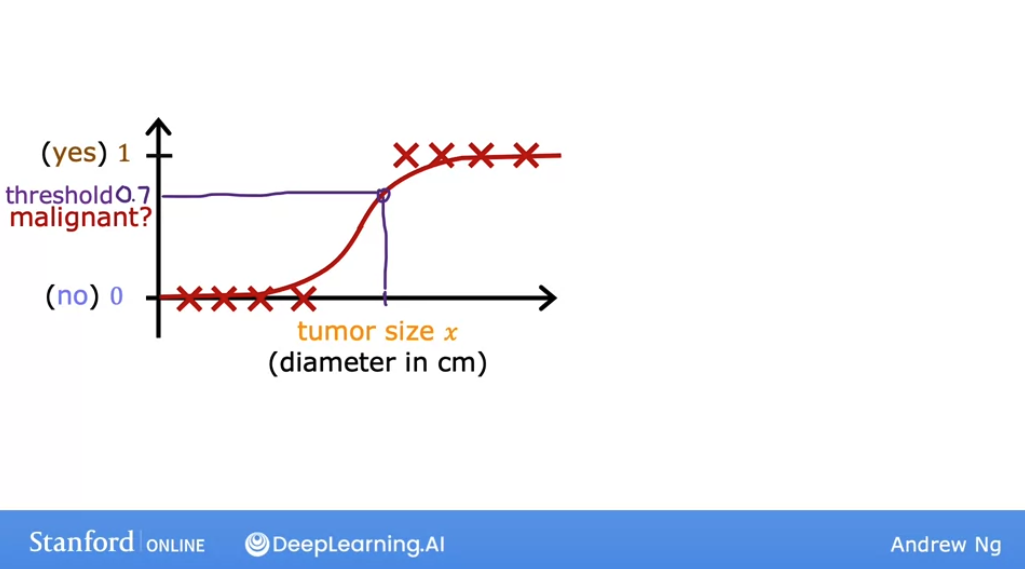 (yes) 1
threshold 0.7
malignant?
(no) 0
tumor size x
(diameter in cm)
Stanford ONLINE
DeepLearning.AI
Andrew Ng